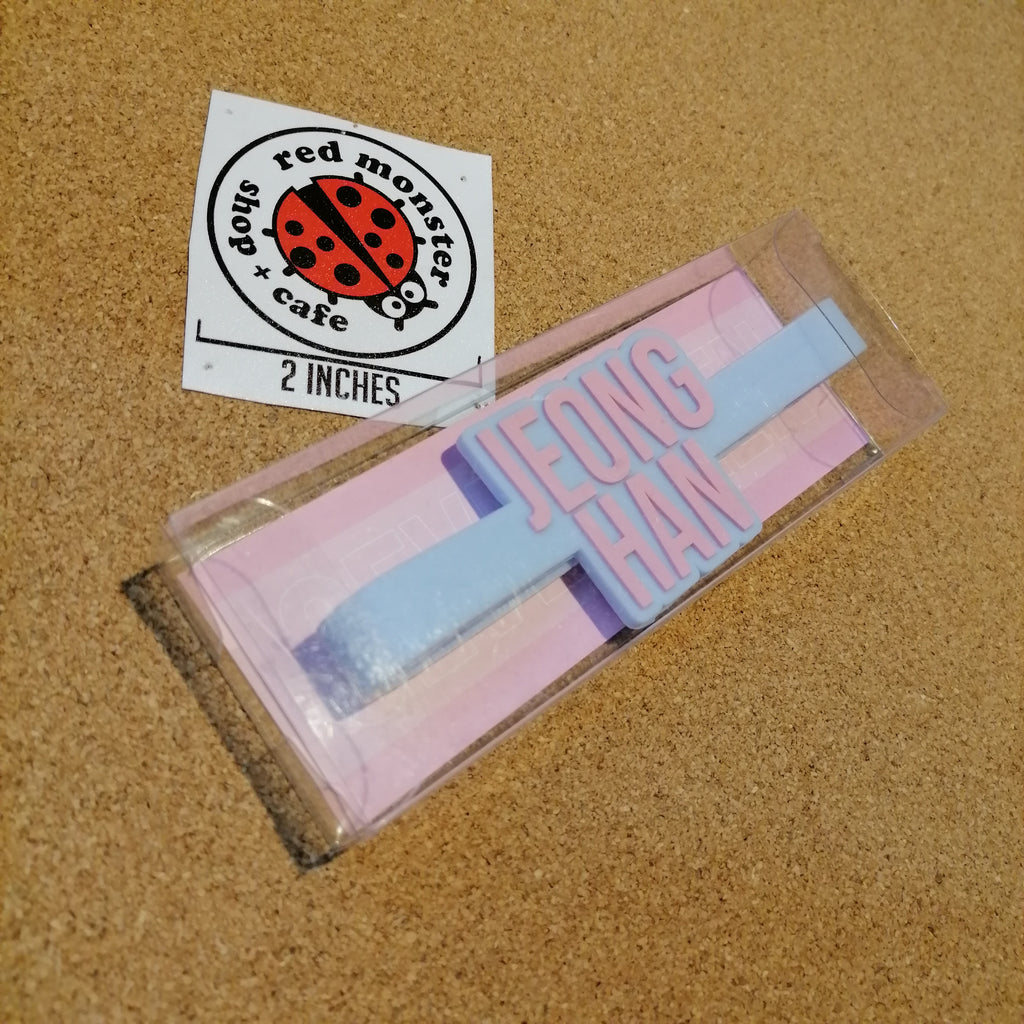 red monster
shop + cafe
2 INCHES
JEONG
HAN